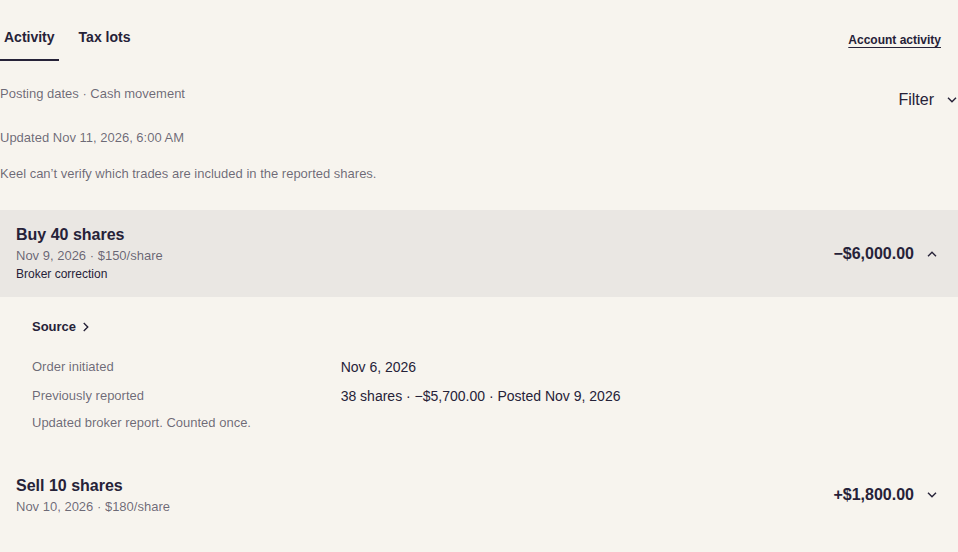 Activity Tax lots Account activity
Posting dates · Cash movement
Filter
Updated Nov 11, 2026, 6:00 AM
Keel can’t verify which trades are included in the reported shares.
Buy 40 shares
Nov 9, 2026 · $150/share
Broker correction
−$6,000.00
Source
Order initiated Nov 6, 2026
Previously reported 38 shares · −$5,700.00 · Posted Nov 9, 2026
Updated broker report. Counted once.
Sell 10 shares
Nov 10, 2026 · $180/share
+$1,800.00